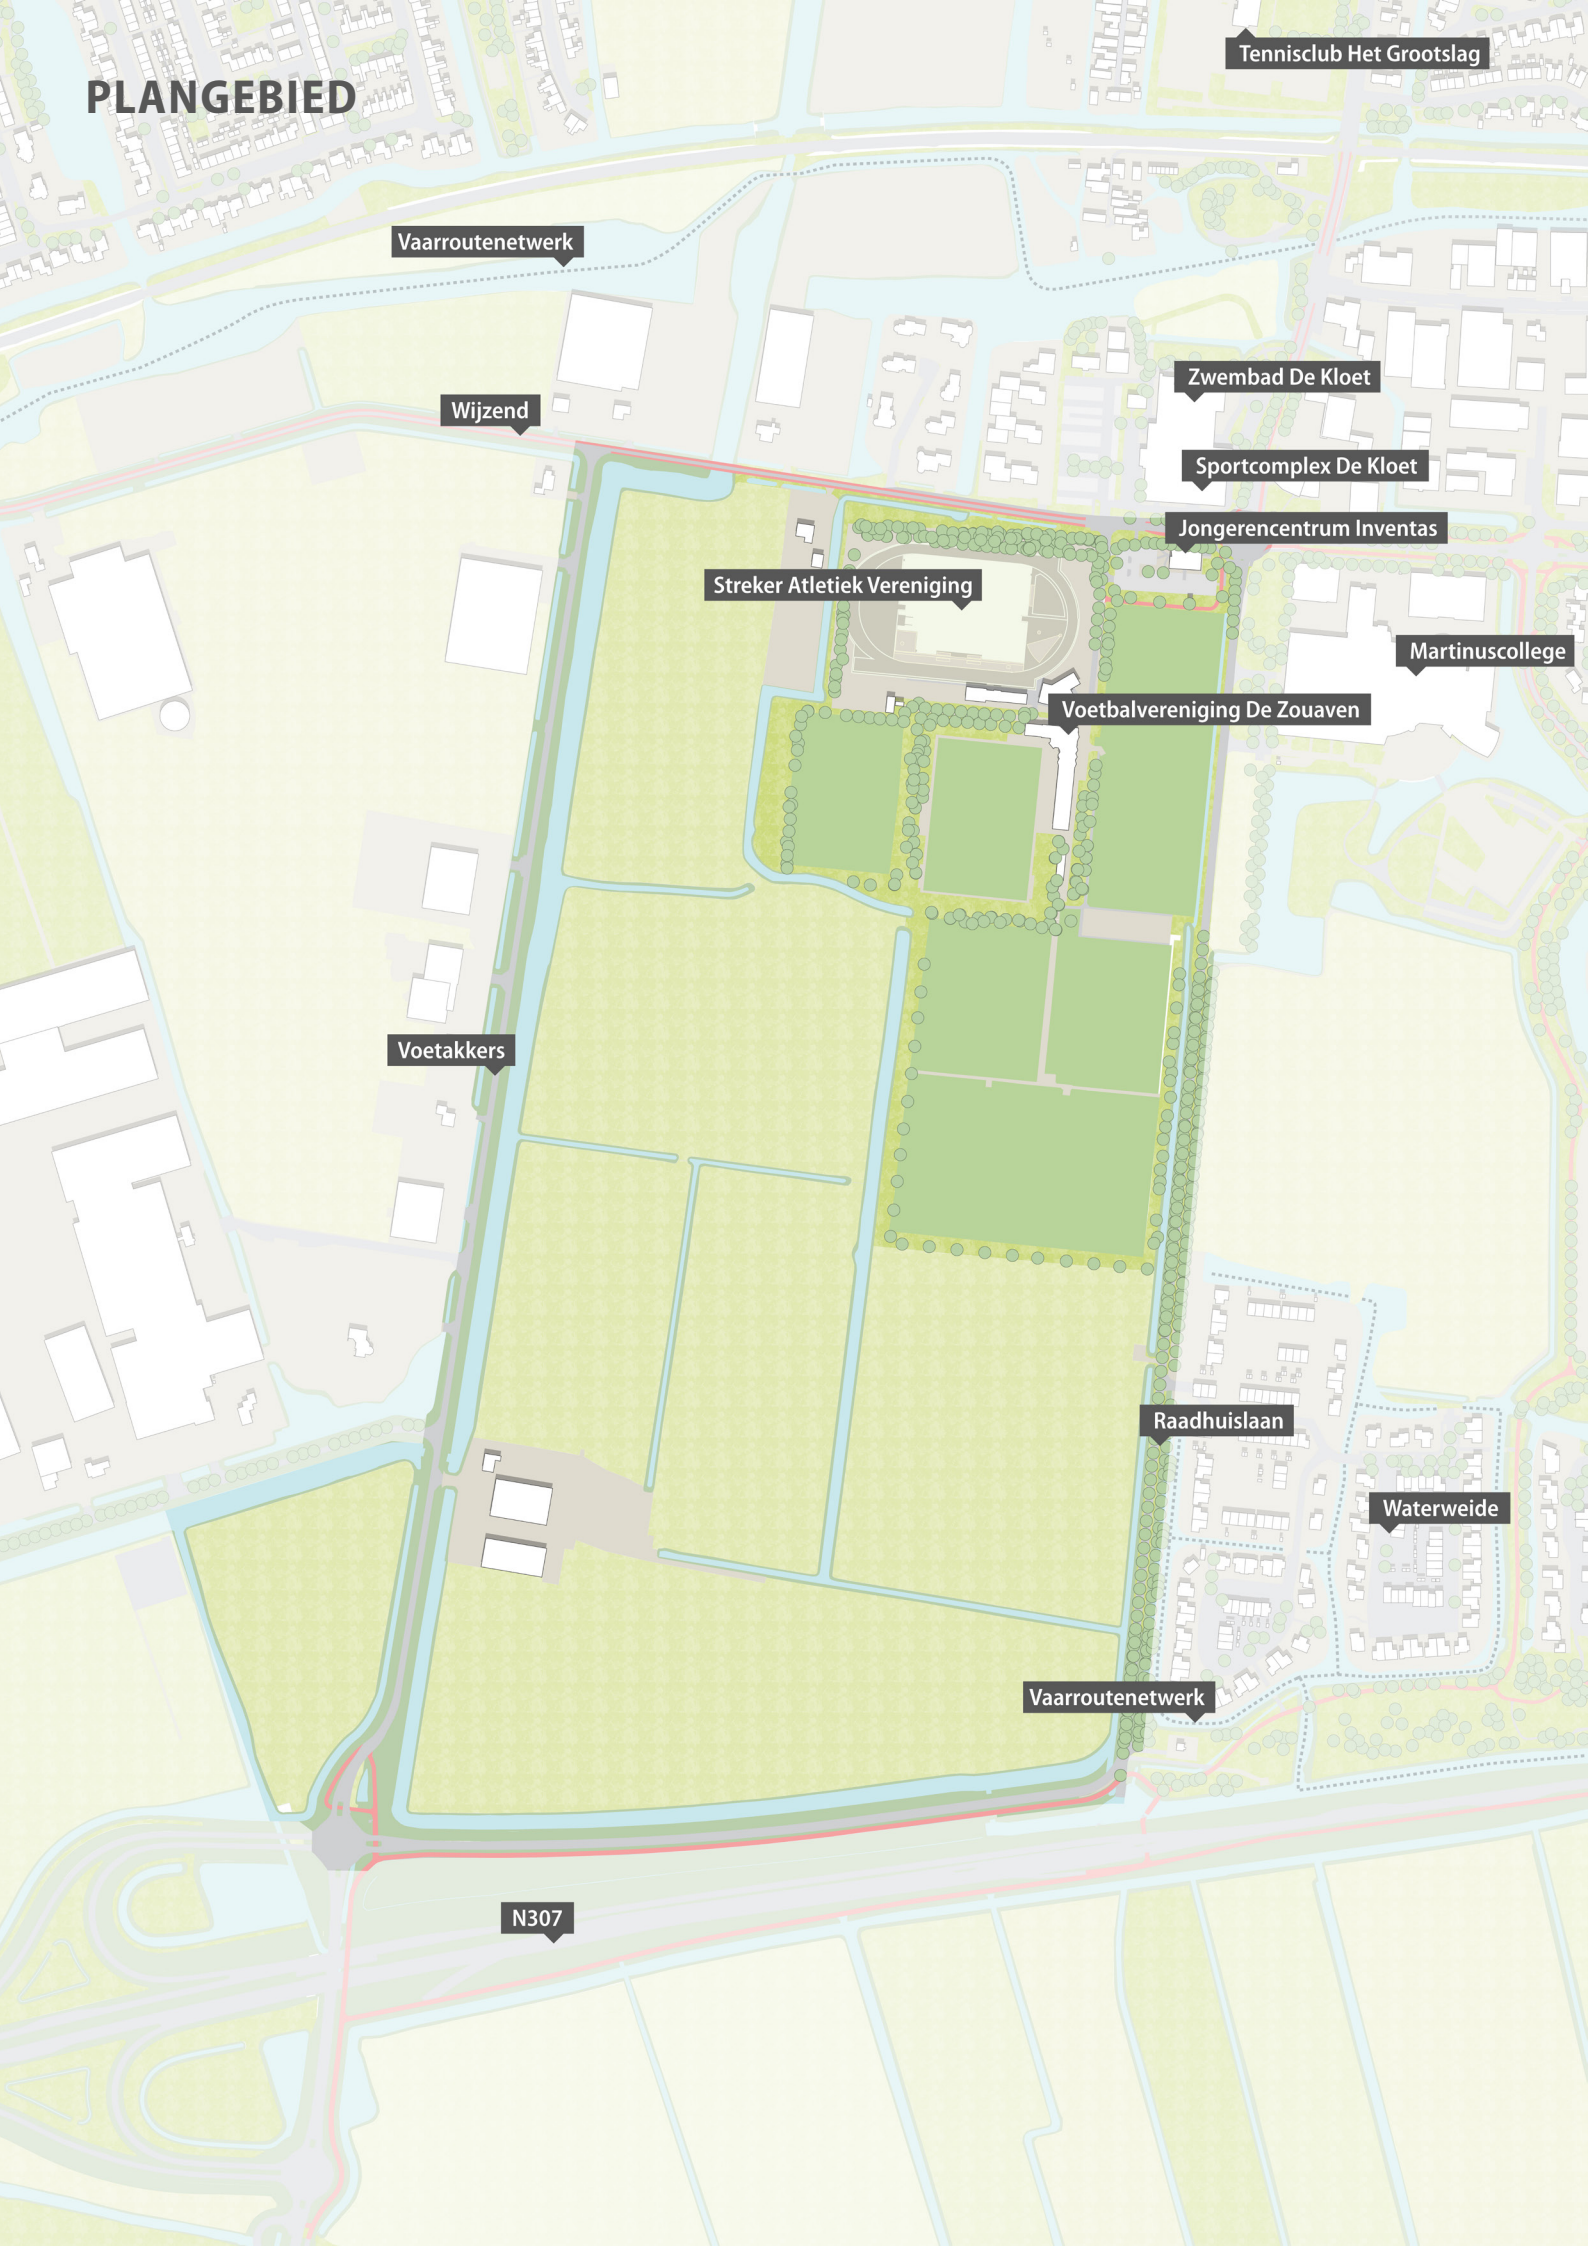 Tennisclub Het Grootslag
PLANGEBIED
Vaarroutenetwerk
Zwembad De Kloet
Wijzend
Sportcomplex De Kloet
Jongerencentrum Inventas
Streker Atletiek Vereniging
Martinuscollege
Voetbalvereniging De Zouaven
Voetakkers
Raadhuislaan
Waterweide
Vaarroutenetwerk
N307